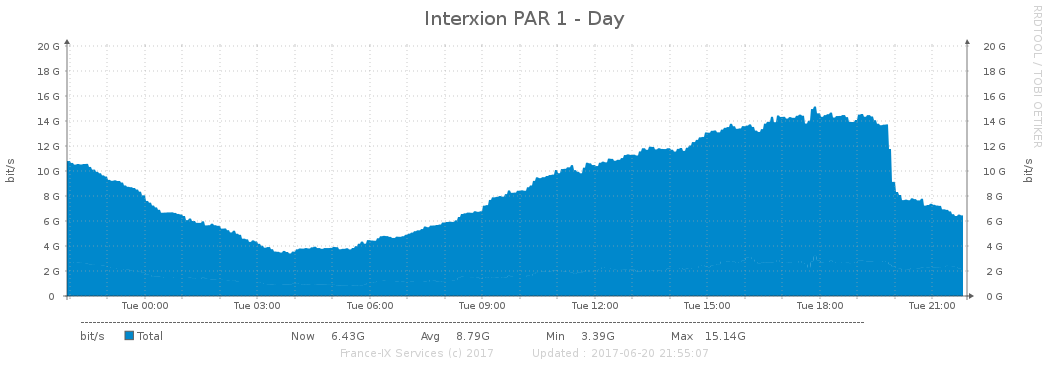 Interxion PAR 1 - Day
RRDTOOL / TOBI OETIKER
bit/s
20 G 20 G
18 G 18 G
16 G 16 G
14 G 14 G
12 G 12 G
10 G 10 G
8 G 8 G
6 G 6 G
4 G 4 G
2 G 2 G
0 0 G
bit/s
Tue 00:00 Tue 03:00 Tue 06:00 Tue 09:00 Tue 12:00 Tue 15:00 Tue 18:00 Tue 21:00
bit/s Total Now 6.43G Avg 8.79G Min 3.39G Max 15.14G
France-IX Services (c) 2017 Updated : 2017-06-20 21:55:07